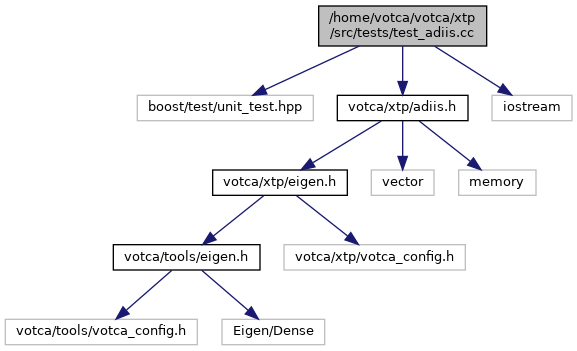 /home/votca/votca/xtp
/src/tests/test_adiis.cc
boost/test/unit_test.hpp
votca/xtp/adiis.h
iostream
votca/xtp/eigen.h
vector
memory
votca/tools/eigen.h
votca/xtp/votca_config.h
votca/tools/votca_config.h
Eigen/Dense